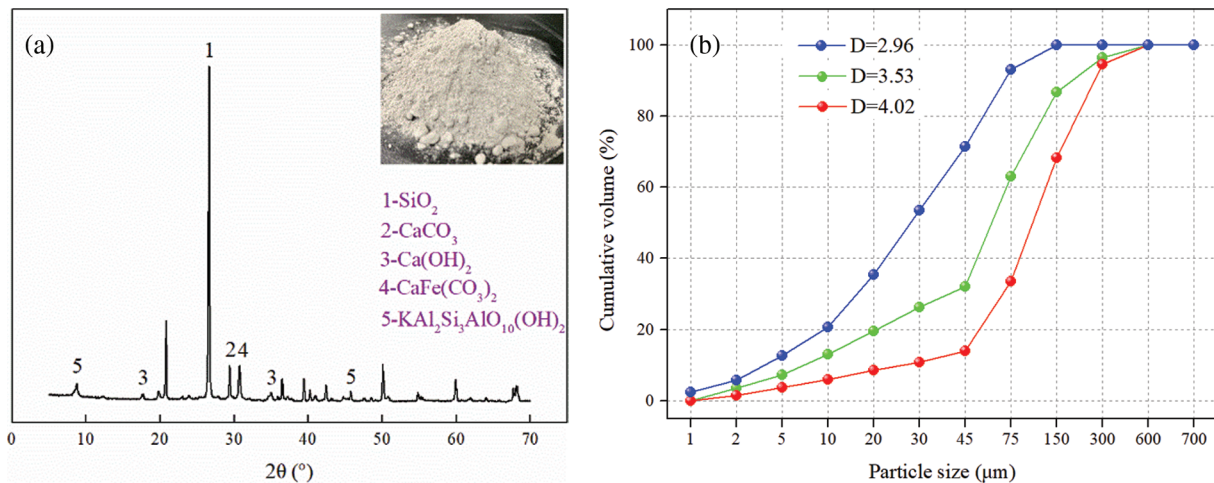 (a)
1
1-SiO₂
2-CaCO₃
3-Ca(OH)₂
4-CaFe(CO₃)₂
5-KAl₂Si₃AlO₁₀(OH)₂
5
3
2 4
3
5
0 10 20 30 40 50 60 70
2θ (°)
(b)
D=2.96
D=3.53
D=4.02
Cumulative volume (%)
100
80
60
40
20
0
1 2 5 10 20 30 45 75 150 300 600 700
Particle size (μm)